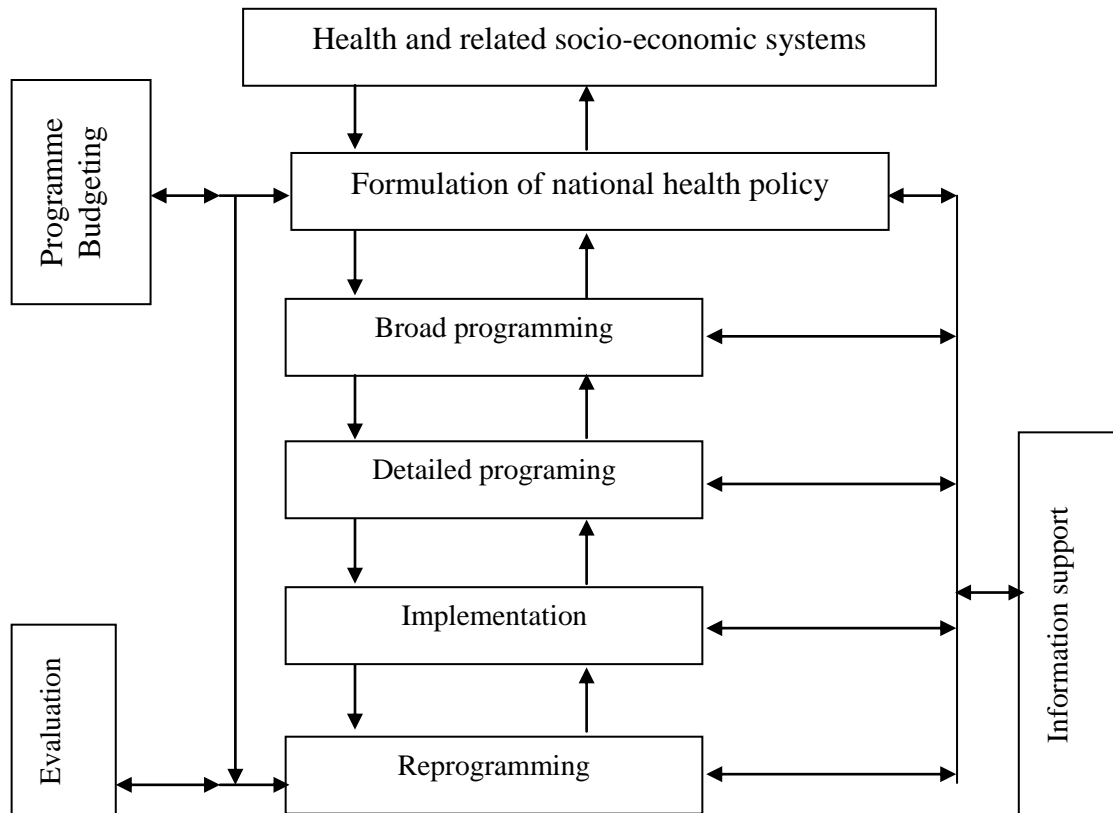 Health and related socio-economic systems
Programme
Budgeting
Formulation of national health policy
Broad programming
Detailed programing
Implementation
Information support
Evaluation
Reprogramming